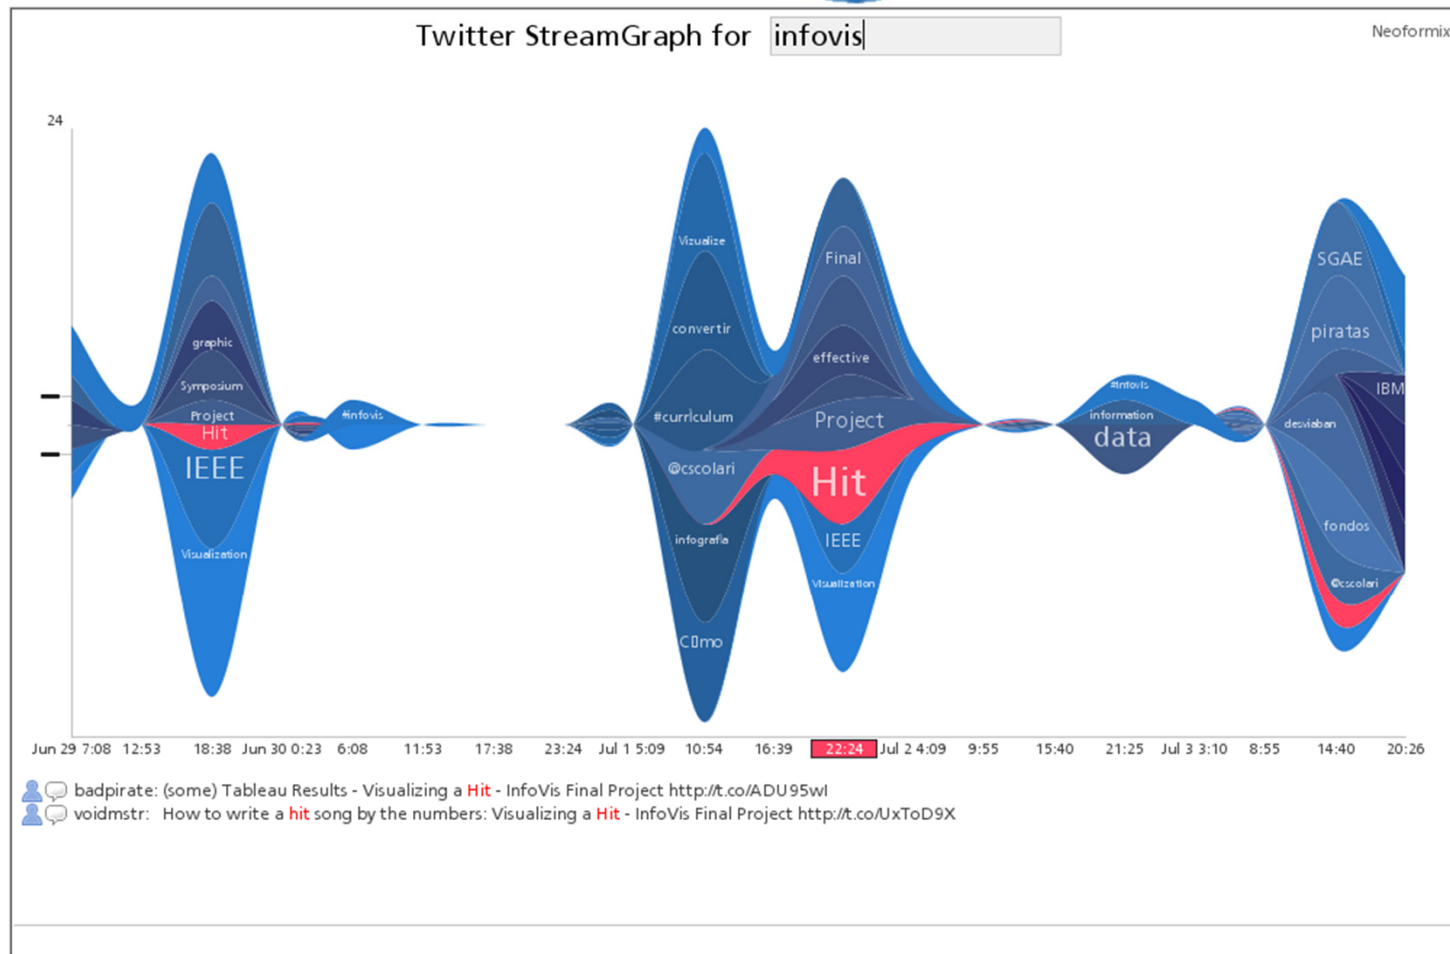 Twitter StreamGraph for infovis
Neoformix
24
Vizualize
Final
SGAE
convertir
piratas
graphic
effective
Symposium
#infovis
IBM
Project
#infovis
#currlculum
Project
information
desviaban
Hit
data
IEEE
@cscolari
Hit
fondos
infografia
IEEE
Visualization
Visualization
@cscolari
C▯mo
Jun 29 7:08 12:53 18:38 Jun 30 0:23 6:08 11:53 17:38 23:24 Jul 1 5:09 10:54 16:39 22:24 Jul 2 4:09 9:55 15:40 21:25 Jul 3 3:10 8:55 14:40 20:26
badpirate: (some) Tableau Results - Visualizing a Hit - InfoVis Final Project http://t.co/ADU95wI
voidmstr: How to write a hit song by the numbers: Visualizing a Hit - InfoVis Final Project http://t.co/UxToD9X